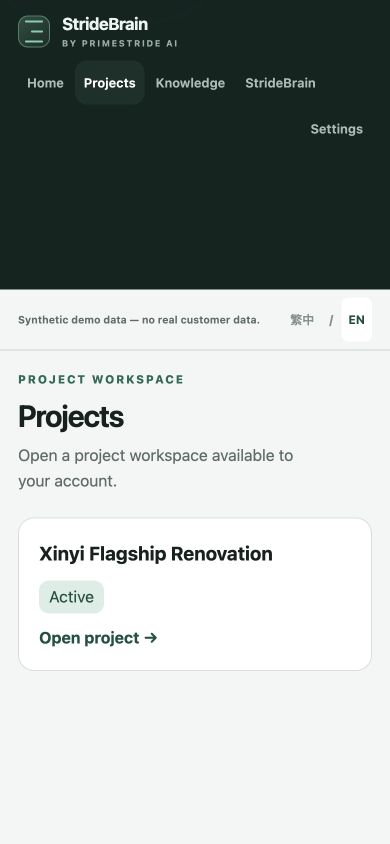 StrideBrain
BY PRIMESTRIDE AI
Home Projects Knowledge StrideBrain
Settings
Synthetic demo data — no real customer data. 繁中 / EN
PROJECT WORKSPACE
Projects
Open a project workspace available to
your account.
Xinyi Flagship Renovation
Active
Open project →